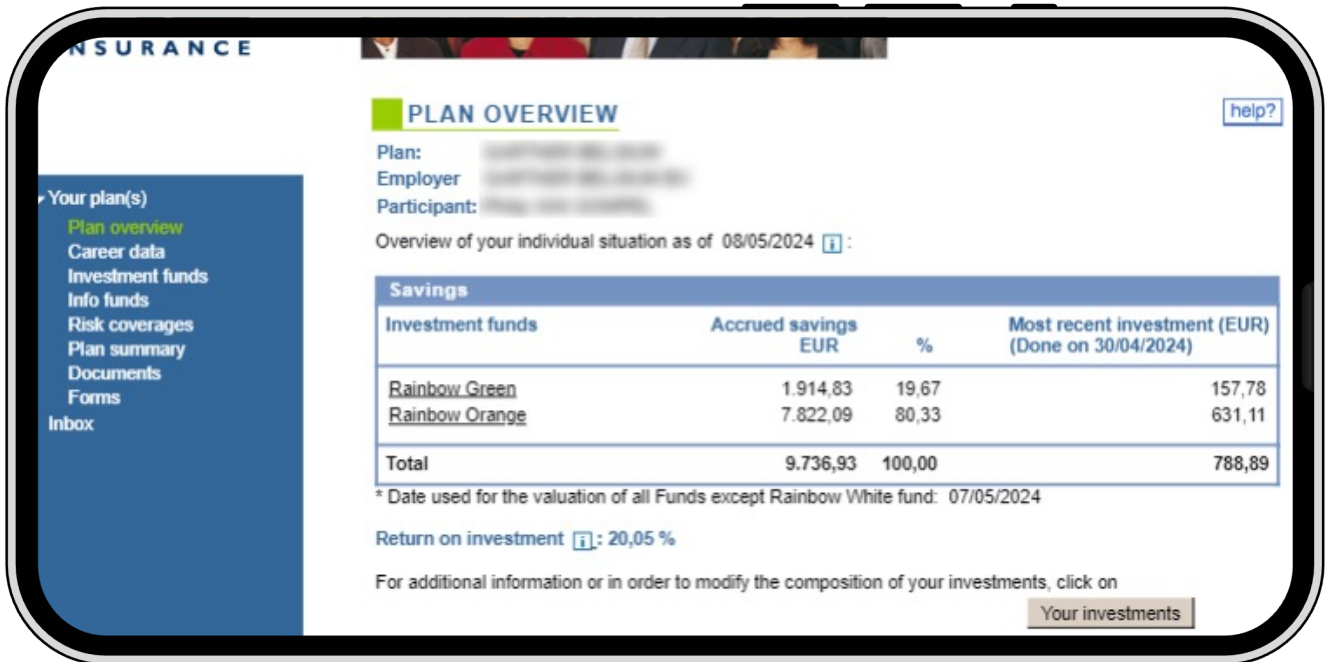 NSURANCE
PLAN OVERVIEW
help?
Plan:
Employer
Participant:
Overview of your individual situation as of 08/05/2024 i :
Your plan(s)
Plan overview
Career data
Investment funds
Info funds
Risk coverages
Plan summary
Documents
Forms
Inbox
Savings
Investment funds Accrued savings EUR % Most recent investment (EUR) (Done on 30/04/2024)
Rainbow Green 1.914,83 19,67 157,78
Rainbow Orange 7.822,09 80,33 631,11
Total 9.736,93 100,00 788,89
* Date used for the valuation of all Funds except Rainbow White fund: 07/05/2024
Return on investment i : 20,05 %
For additional information or in order to modify the composition of your investments, click on
Your investments